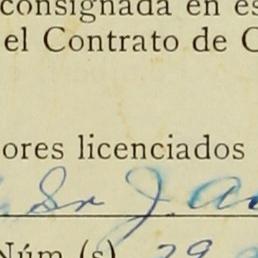 consignada en es
el Contrato de C
ores licenciados
Sr J. A
Núm (s) 29